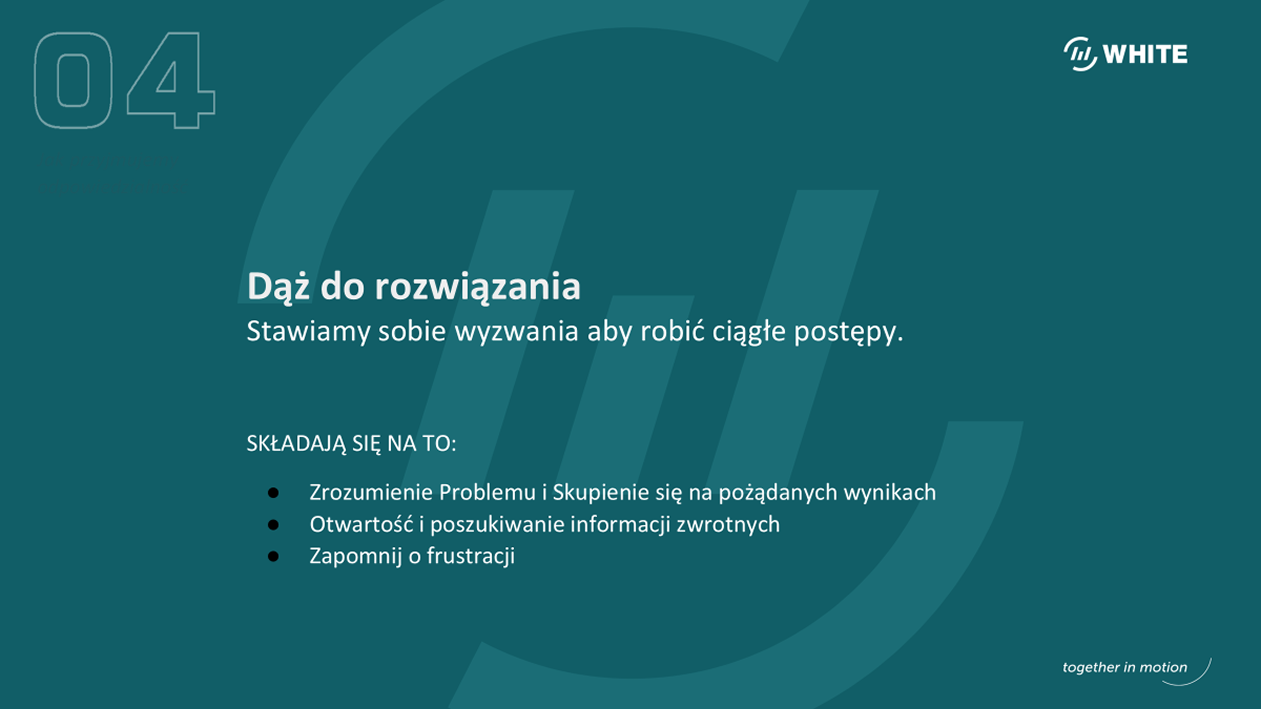 04
WHITE
Dąż do rozwiązania
Stawiamy sobie wyzwania aby robić ciągłe postępy.
SKŁADAJĄ SIĘ NA TO:
● Zrozumienie Problemu i Skupienie się na pożądanych wynikach
● Otwartość i poszukiwanie informacji zwrotnych
● Zapomnij o frustracji
together in motion